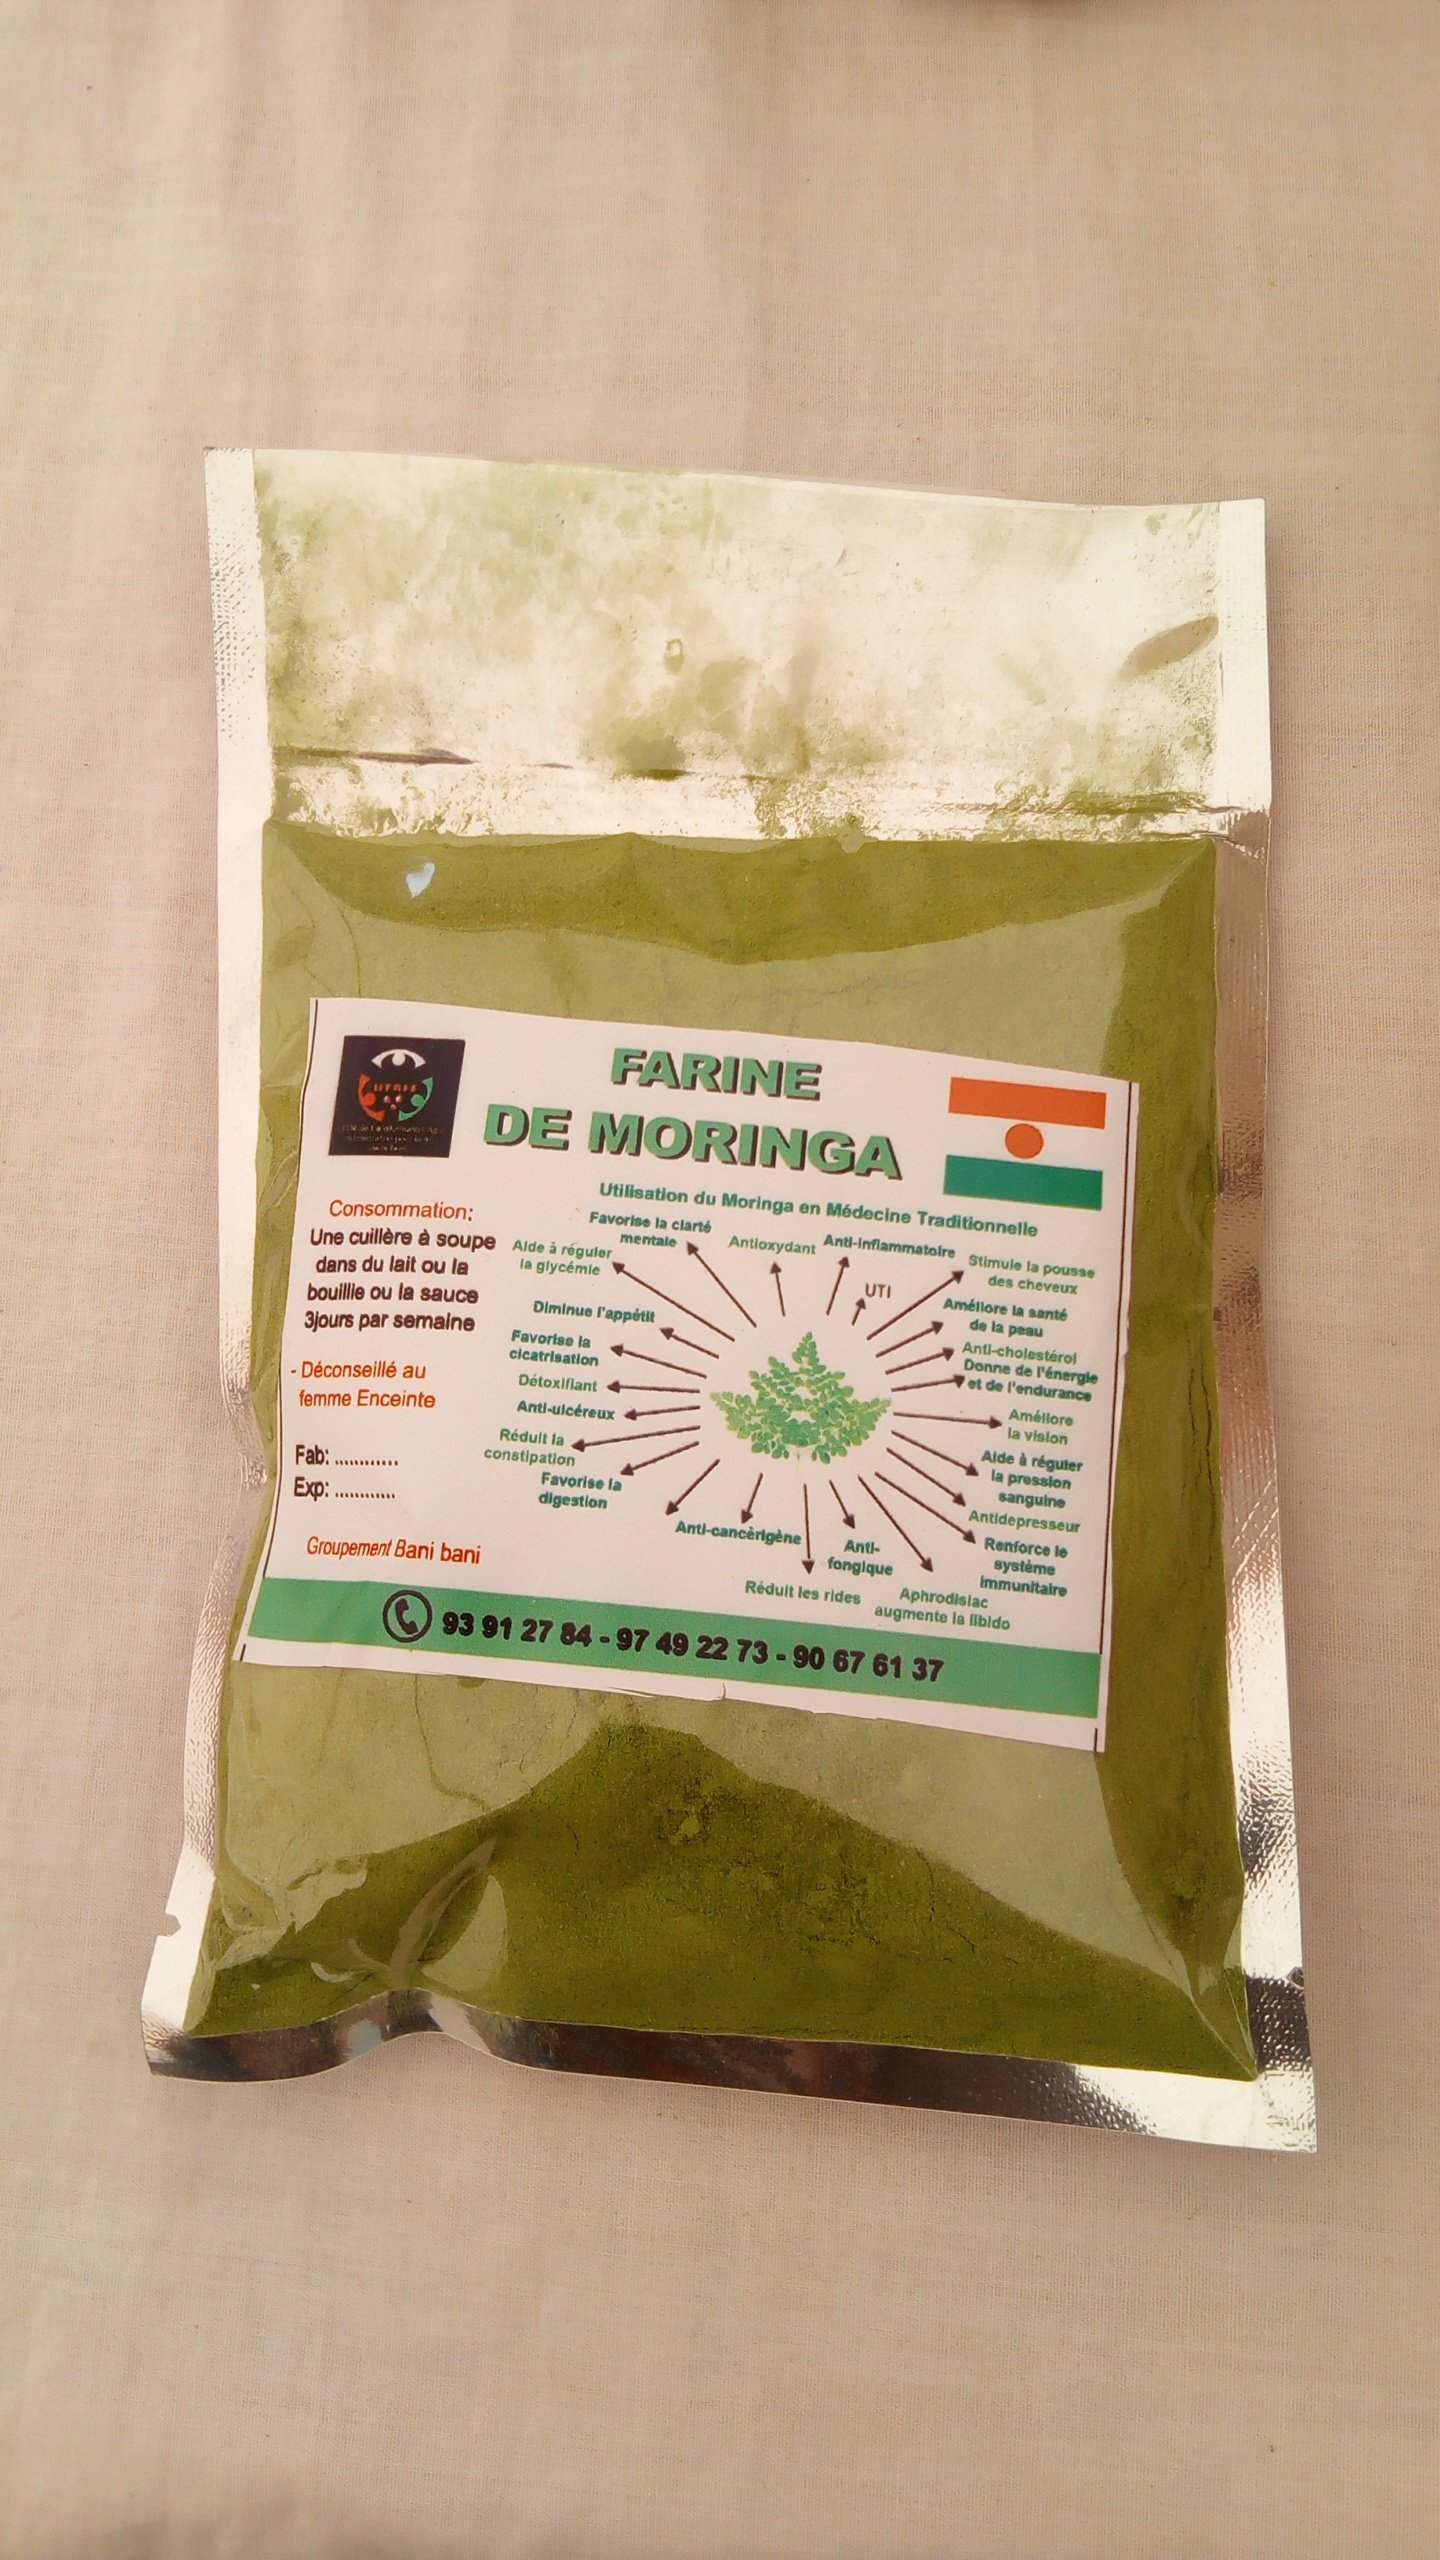 FARINE
DE MORINGA
Utilisation du Moringa en Médecine Traditionnelle
Consommation:
Une cuillère à soupe
dans du lait ou la
bouillie ou la sauce
3jours par semaine
- Déconseillé au
femme Enceinte
Fab: ............
Exp: ............
Groupement Bani bani
Favorise la clarté
mentale
Antioxydant
Anti-inflammatoire
UTI
Stimule la pousse
des cheveux
Améliore la santé
de la peau
Anti-cholestérol
Donne de l'énergie
et de l'endurance
Améliore
la vision
Aide à réguler
la pression
sanguine
Antidepresseur
Renforce le
système
immunitaire
Aphrodisiac
augmente la libido
Anti-
fongique
Réduit les rides
Anti-cancèrigène
Favorise la
digestion
Réduit la
constipation
Anti-ulcéreux
Détoxifiant
Favorise la
cicatrisation
Diminue l'appètit
Aide à réguler
la glycémie
93 91 27 84 - 97 49 22 73 - 90 67 61 37